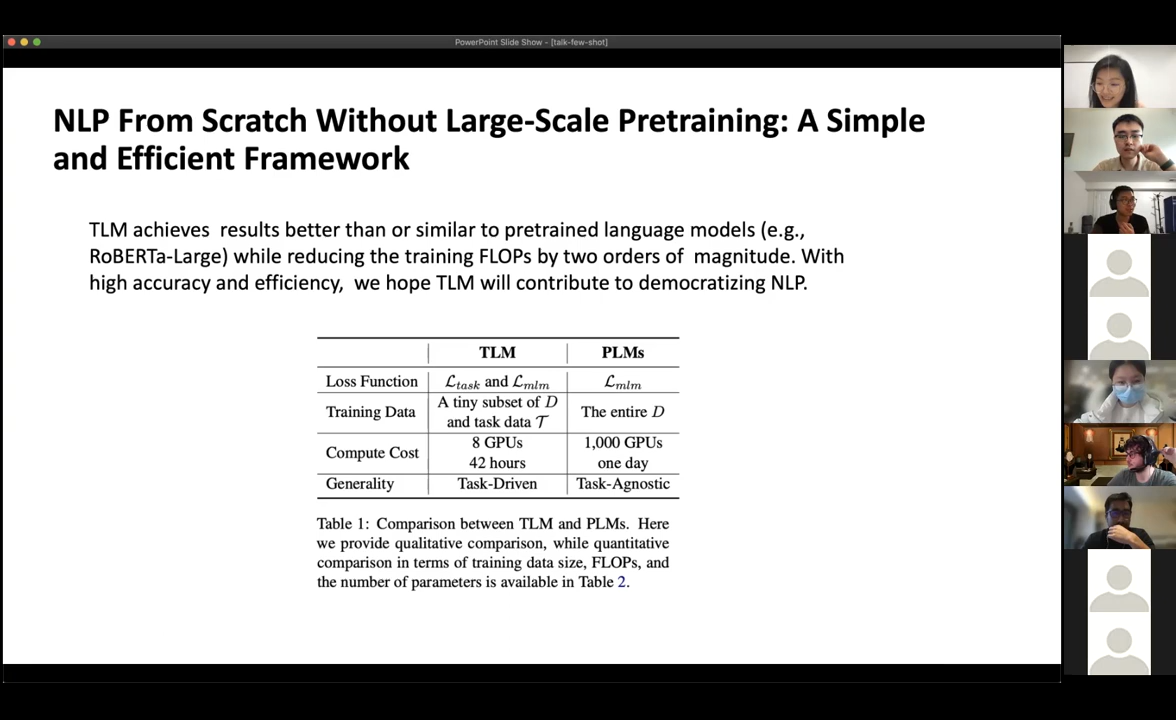 PowerPoint Slide Show - [talk-few-shot]
NLP From Scratch Without Large-Scale Pretraining: A Simple
and Efficient Framework
TLM achieves results better than or similar to pretrained language models (e.g.,
RoBERTa-Large) while reducing the training FLOPs by two orders of magnitude. With
high accuracy and efficiency, we hope TLM will contribute to democratizing NLP.
TLM PLMs
Loss Function ℒtask and ℒmlm ℒmlm
Training Data A tiny subset of D and task data 𝒯 The entire D
Compute Cost 8 GPUs 42 hours 1,000 GPUs one day
Generality Task-Driven Task-Agnostic
Table 1: Comparison between TLM and PLMs. Here
we provide qualitative comparison, while quantitative
comparison in terms of training data size, FLOPs, and
the number of parameters is available in Table 2.